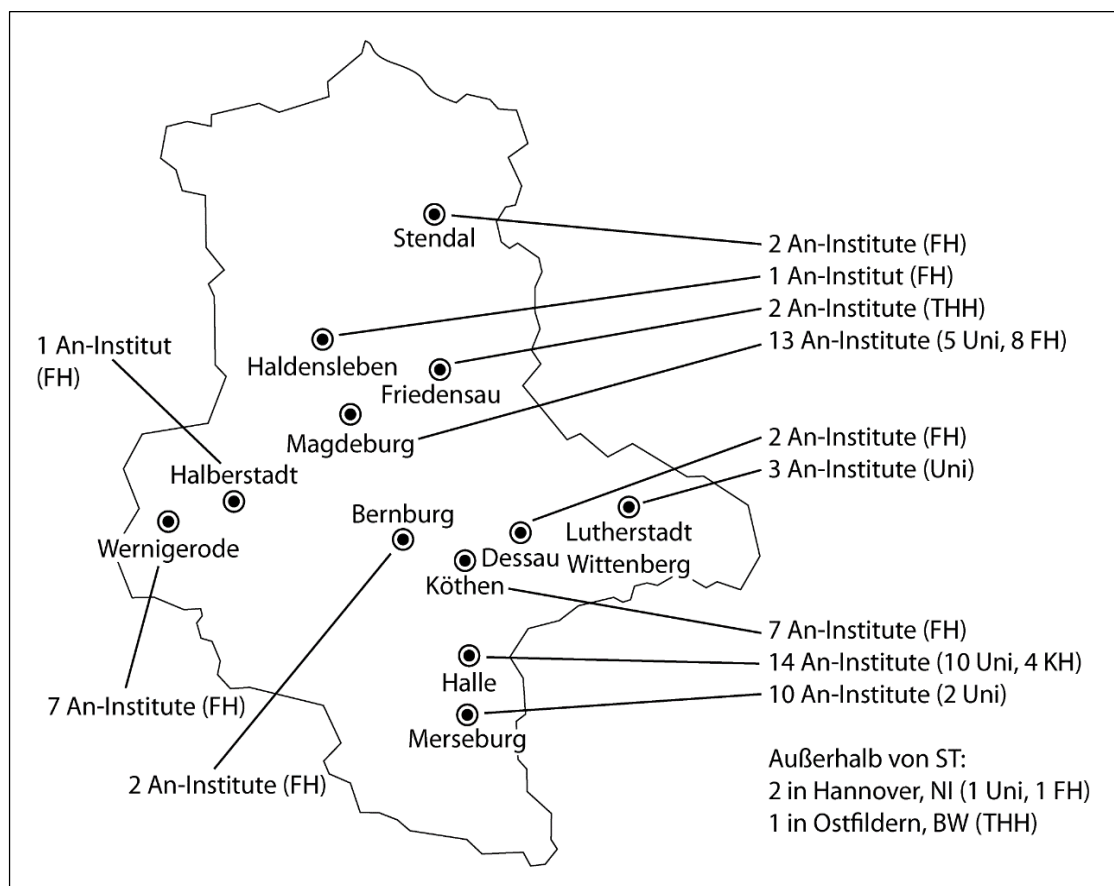 Stendal
2 An-Institute (FH)
1 An-Institut (FH)
2 An-Institute (THH)
13 An-Institute (5 Uni, 8 FH)
1 An-Institut
(FH)
Haldensleben
Friedensau
Magdeburg
2 An-Institute (FH)
3 An-Institute (Uni)
Halberstadt
Wernigerode
Bernburg
Dessau
Lutherstadt
Wittenberg
Köthen
7 An-Institute (FH)
14 An-Institute (10 Uni, 4 KH)
10 An-Institute (2 Uni)
Halle
Merseburg
7 An-Institute (FH)
2 An-Institute (FH)
Außerhalb von ST:
2 in Hannover, NI (1 Uni, 1 FH)
1 in Ostfildern, BW (THH)